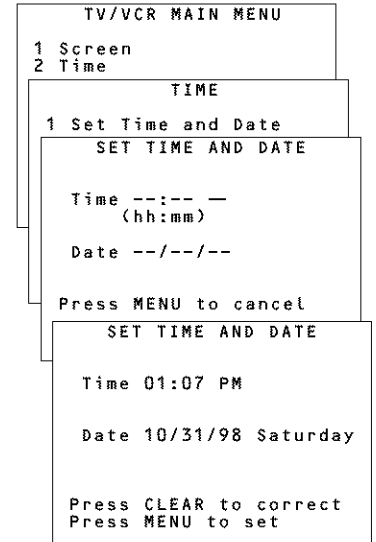 TV/VCR MAIN MENU
1 Screen
2 Time
TIME
1 Set Time and Date
SET TIME AND DATE
Time --:-- —
(hh:mm)
Date --/--/--
Press MENU to cancel
SET TIME AND DATE
Time 01:07 PM
Date 10/31/98 Saturday
Press CLEAR to correct
Press MENU to set